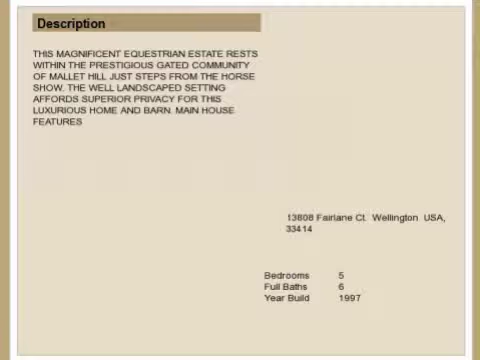 Description
THIS MAGNIFICENT EQUESTRIAN ESTATE RESTS
WITHIN THE PRESTIGIOUS GATED COMMUNITY
OF MALLET HILL JUST STEPS FROM THE HORSE
SHOW. THE WELL LANDSCAPED SETTING
AFFORDS SUPERIOR PRIVACY FOR THIS
LUXURIOUS HOME AND BARN. MAIN HOUSE
FEATURES
13808 Fairlane Ct. Wellington USA,
33414
Bedrooms 5
Full Baths 6
Year Build 1997